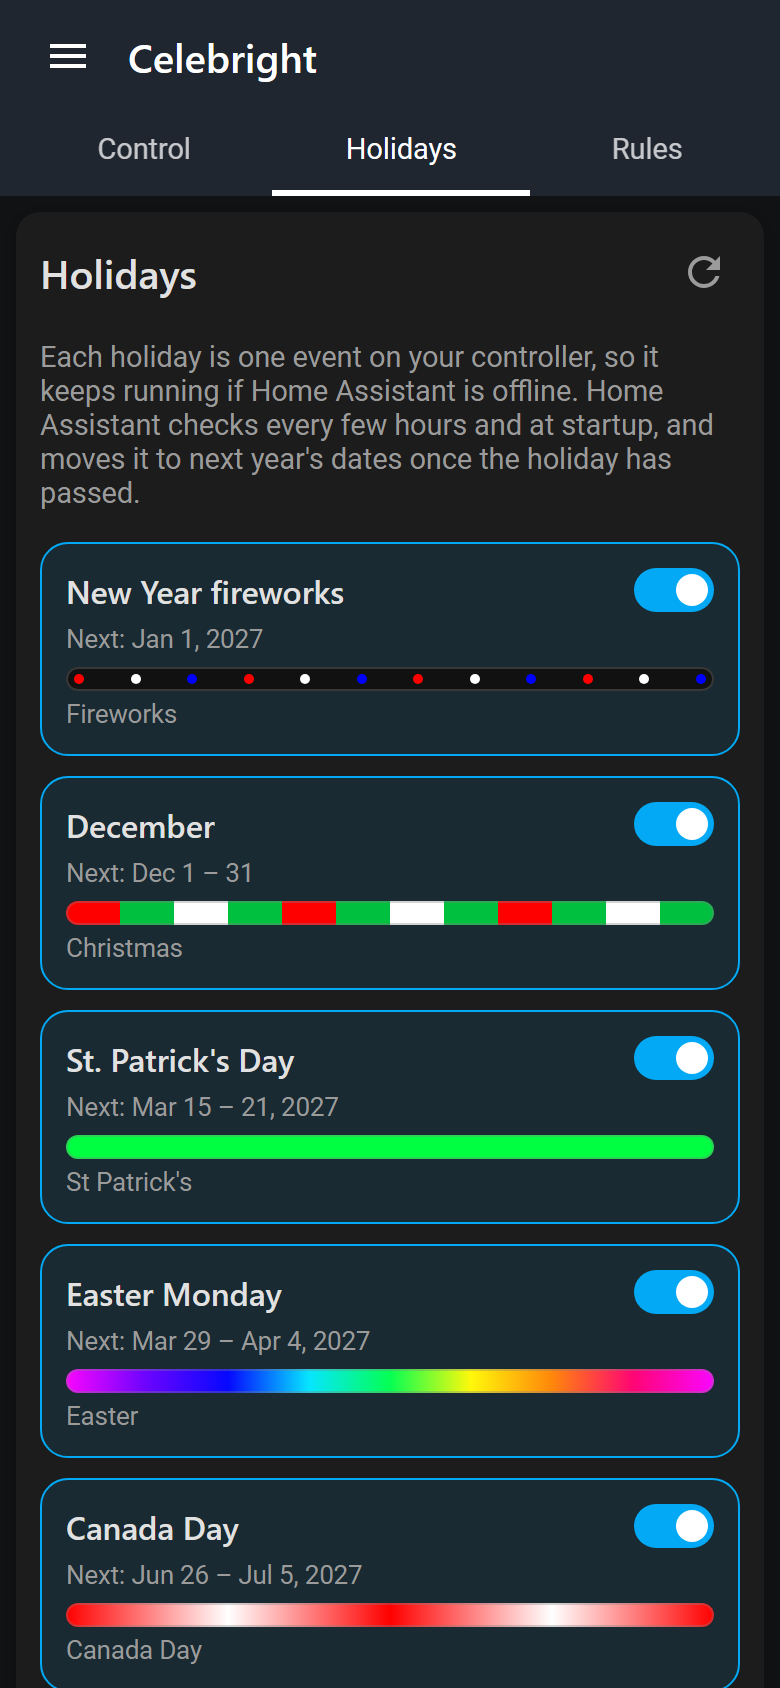 Celebright
Control Holidays Rules
Holidays
Each holiday is one event on your controller, so it
keeps running if Home Assistant is offline. Home
Assistant checks every few hours and at startup, and
moves it to next year's dates once the holiday has
passed.
New Year fireworks
Next: Jan 1, 2027
Fireworks
December
Next: Dec 1 – 31
Christmas
St. Patrick's Day
Next: Mar 15 – 21, 2027
St Patrick's
Easter Monday
Next: Mar 29 – Apr 4, 2027
Easter
Canada Day
Next: Jun 26 – Jul 5, 2027
Canada Day